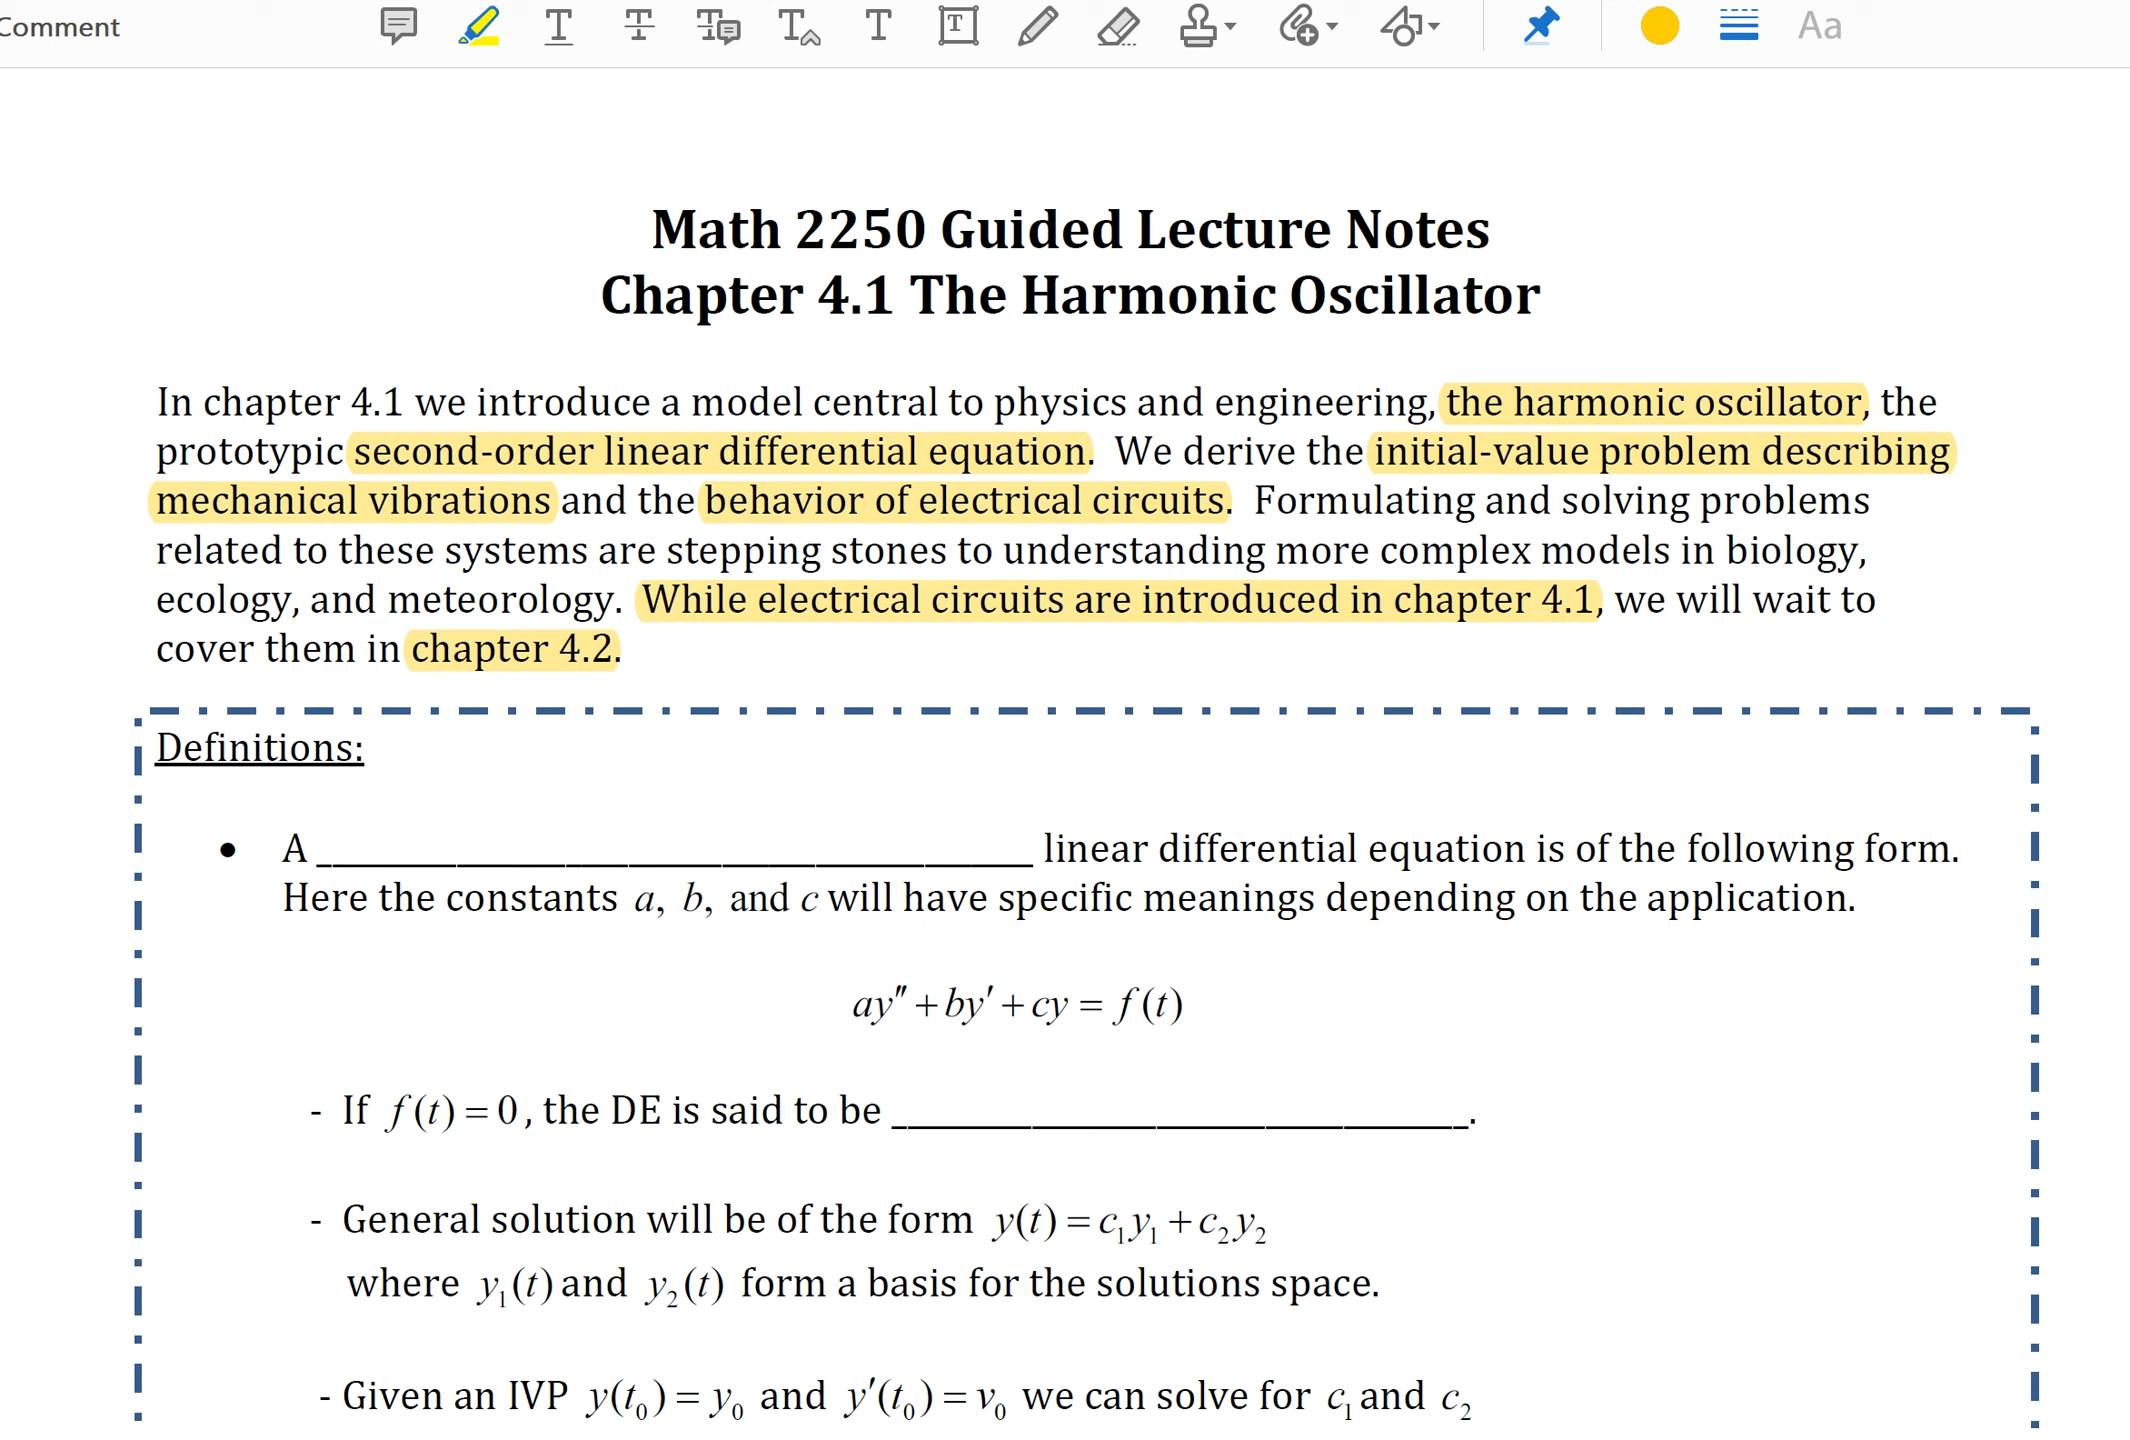 Comment
Aa
Math 2250 Guided Lecture Notes
Chapter 4.1 The Harmonic Oscillator
In chapter 4.1 we introduce a model central to physics and engineering, the harmonic oscillator, the
prototypic second-order linear differential equation. We derive the initial-value problem describing
mechanical vibrations and the behavior of electrical circuits. Formulating and solving problems
related to these systems are stepping stones to understanding more complex models in biology,
ecology, and meteorology. While electrical circuits are introduced in chapter 4.1, we will wait to
cover them in chapter 4.2.
Definitions:
• A ______________________________ linear differential equation is of the following form.
Here the constants a, b, and c will have specific meanings depending on the application.
ay″ + by′ + cy = f(t)
- If f(t) = 0, the DE is said to be ______________________________.
- General solution will be of the form y(t) = c₁y₁ + c₂y₂
where y₁(t) and y₂(t) form a basis for the solutions space.
- Given an IVP y(t₀) = y₀ and y′(t₀) = v₀ we can solve for c₁ and c₂